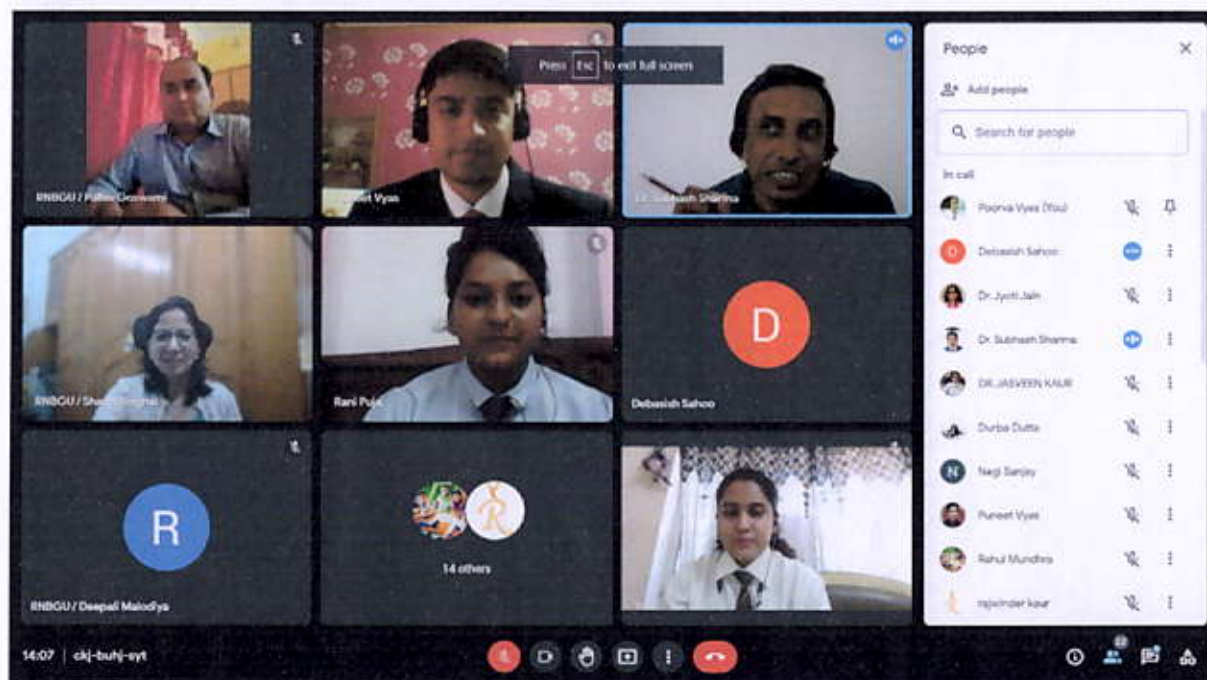 Press Esc to exit full screen
RNBGU / Goswami
et Vyas
Dr. Subhash Sharma
RNBGU /
Rani Puja
Debasish Sahoo
D
R
RNBGU / Deepali Malodiya
14 others
14:07 | ckj-buhj-syt
People
Add people
Search for people
In call
Poorva Vyas (You)
D Debasish Sahoo
Dr. Jyoti Jain
Dr. Subhash Sharma
DR. JASVEEN KAUR
Durba Dutta
N Negi Sanjay
Puneet Vyas
Rahul Mundhra
rajwinder kaur
22